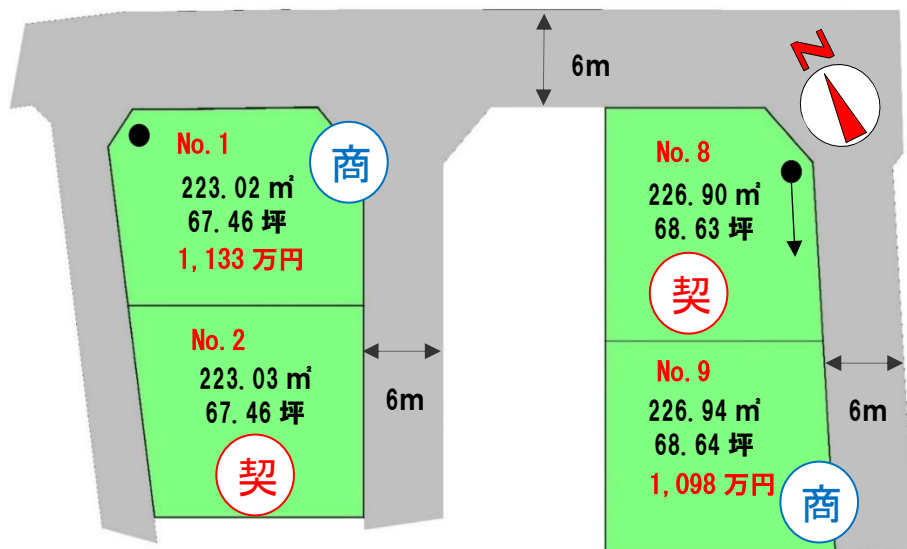 6m
N
No. 1
商
223.02 ㎡
67.46 坪
1,133 万円
No. 2
223.03 ㎡
67.46 坪
契
6m
No. 8
226.90 ㎡
68.63 坪
契
No. 9
226.94 ㎡
68.64 坪
1,098 万円
商
6m